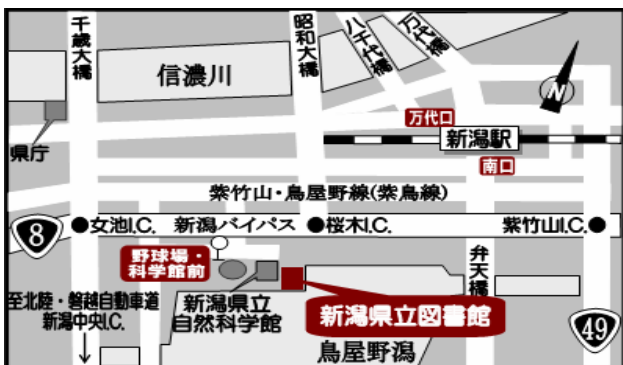 千歳大橋
昭和大橋
八千代橋
万代橋
信濃川
N
万代口
新潟駅
県庁
南口
紫竹山・鳥屋野線(紫鳥線)
8
●女池I.C.
新潟バイパス
●桜木I.C.
紫竹山I.C.●
野球場・
科学館前
弁天橋
至北陸・磐越自動車道
新潟中央I.C.
新潟県立
自然科学館
新潟県立図書館
49
鳥屋野潟